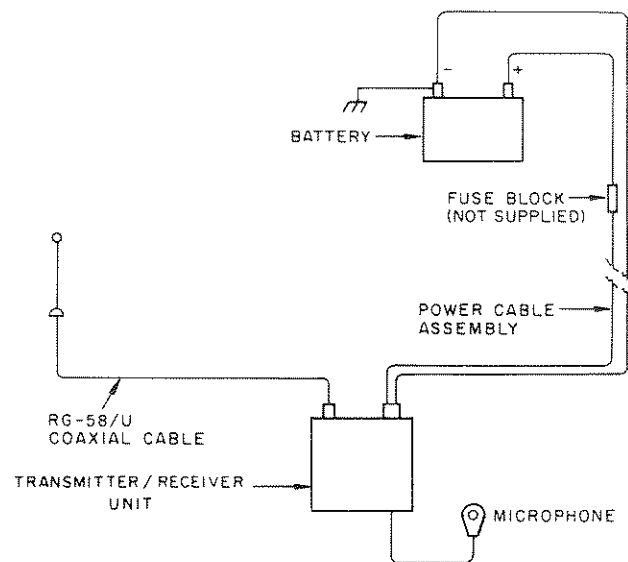 - +
BATTERY
FUSE BLOCK
(NOT SUPPLIED)
POWER CABLE
ASSEMBLY
RG-58/U
COAXIAL CABLE
TRANSMITTER/RECEIVER
UNIT
MICROPHONE